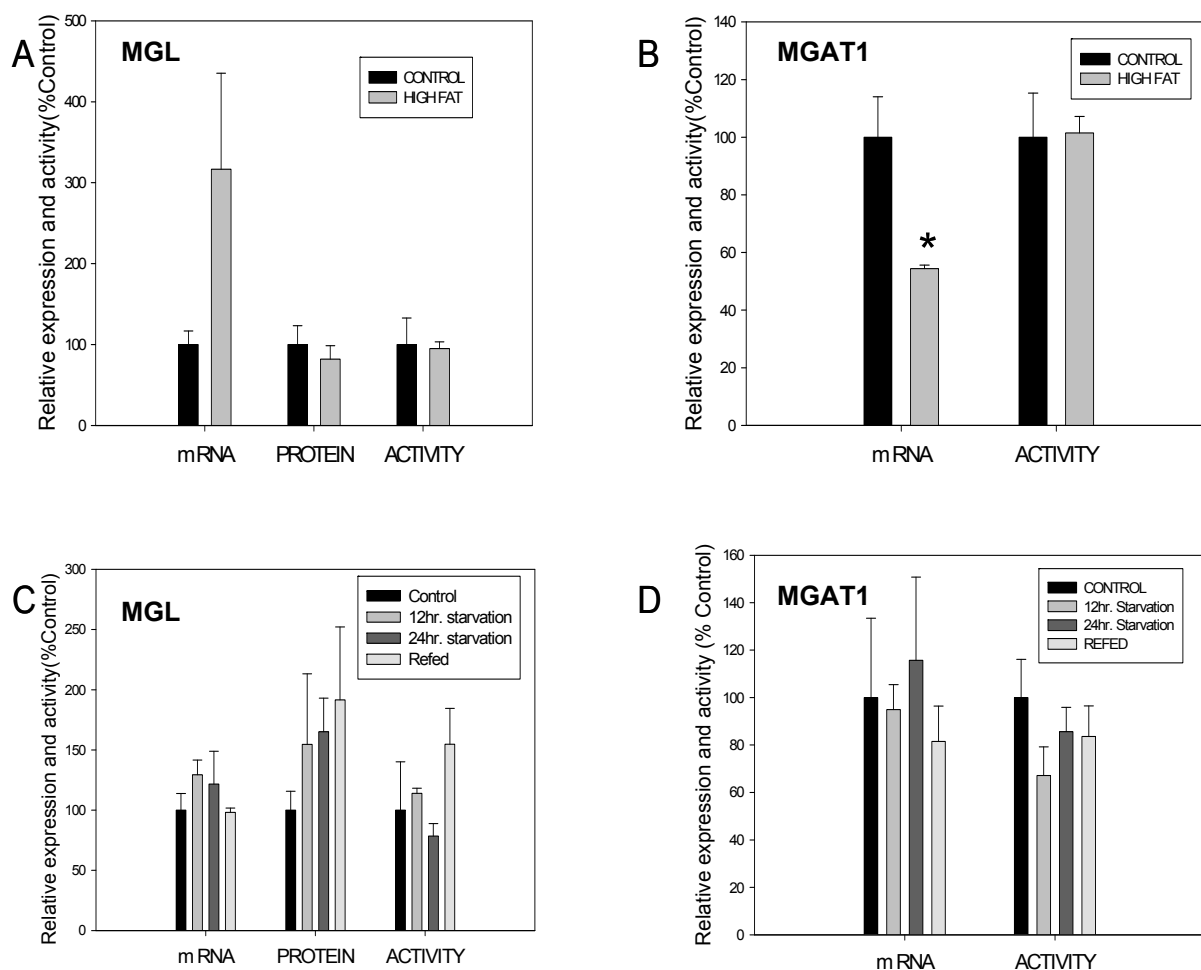 A
MGL
CONTROL
HIGH FAT
Relative expression and activity(%Control)
500
400
300
200
100
0
mRNA PROTEIN ACTIVITY
B
MGAT1
CONTROL
HIGH FAT
Relative expression and activity(%Control)
140
120
100
80
60
40
20
0
*
mRNA ACTIVITY
C
MGL
Control
12hr. starvation
24hr. starvation
Refed
Relative expression and activity(%Control)
300
250
200
150
100
50
0
mRNA PROTEIN ACTIVITY
D
MGAT1
CONTROL
12hr. Starvation
24hr. Starvation
REFED
Relative expression and activity (% Control)
160
140
120
100
80
60
40
20
0
mRNA ACTIVITY